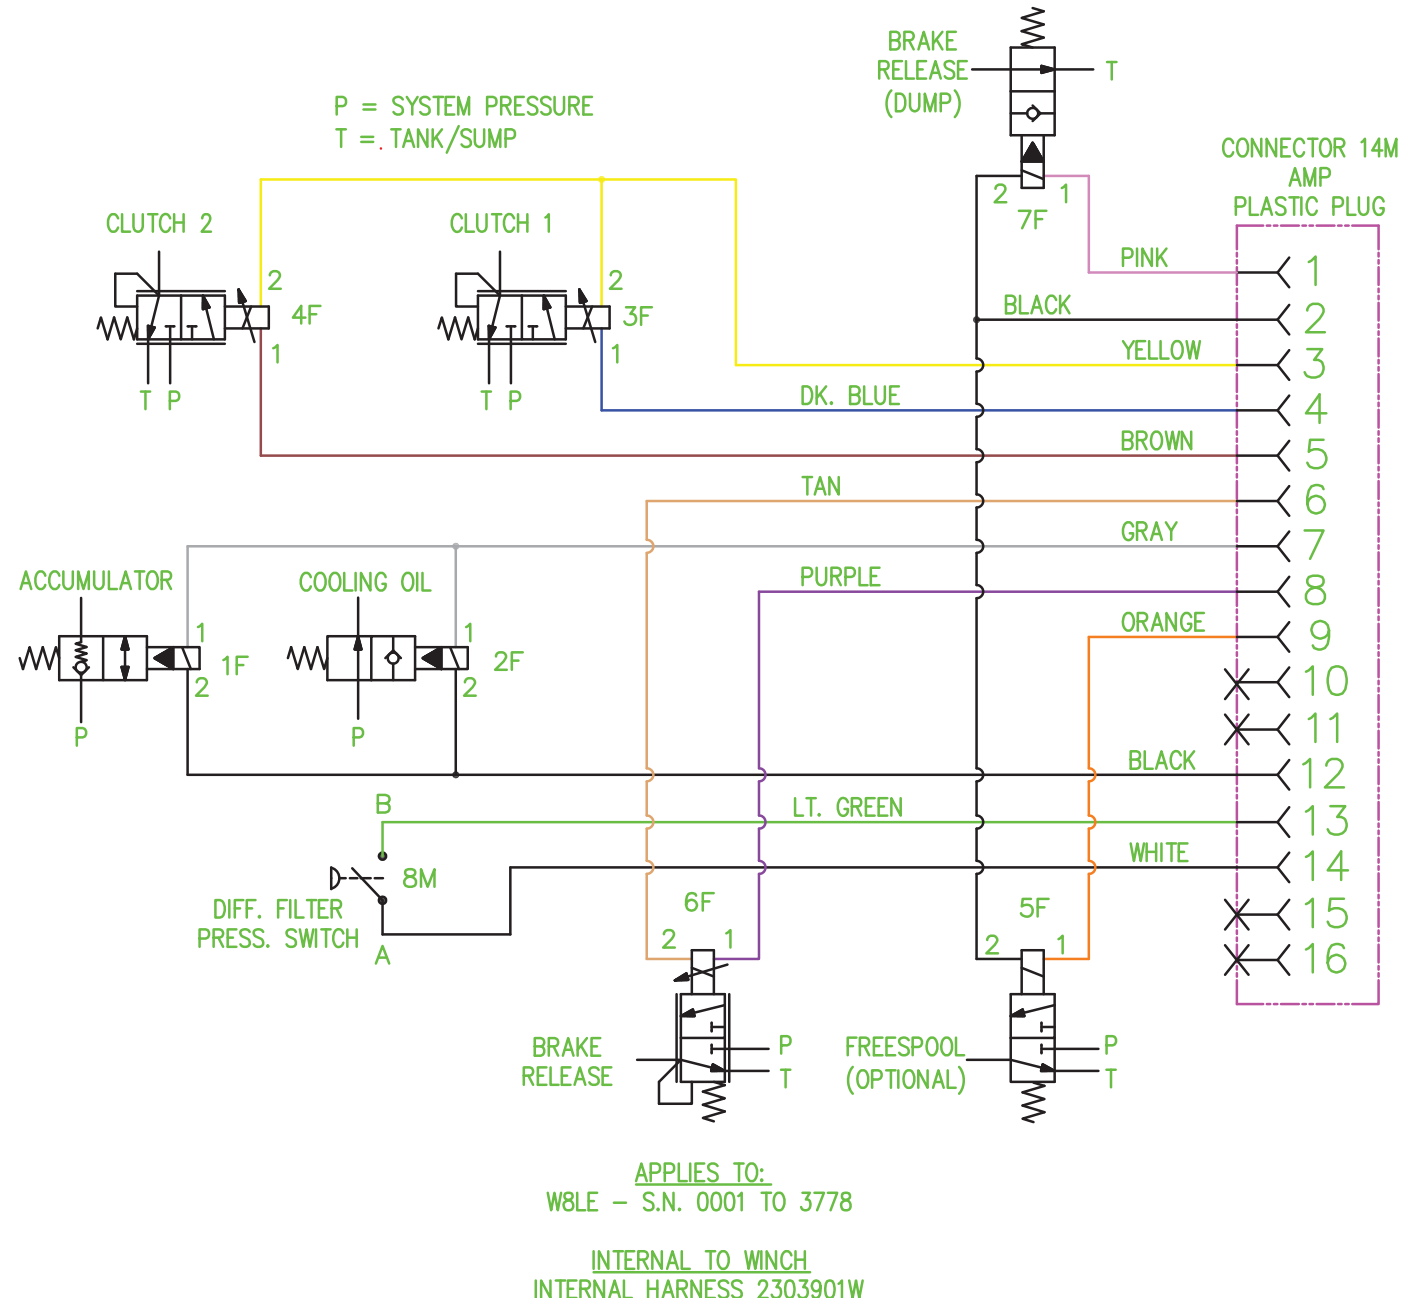 BRAKE
RELEASE
(DUMP)
T
P = SYSTEM PRESSURE
T = TANK/SUMP
CONNECTOR 14M
AMP
PLASTIC PLUG
2 1
7F
CLUTCH 2
CLUTCH 1
2
4F
1
T P
2
3F
1
T P
PINK 1
BLACK 2
YELLOW 3
DK. BLUE 4
BROWN 5
TAN 6
GRAY 7
PURPLE 8
ORANGE 9
10
11
BLACK 12
LT. GREEN 13
WHITE 14
15
16
ACCUMULATOR
1
1F
2
P
COOLING OIL
1
2F
2
P
B
8M
DIFF. FILTER
PRESS. SWITCH
A
6F
2 1
BRAKE
RELEASE
P
T
5F
2 1
FREESPOOL
(OPTIONAL)
P
T
APPLIES TO:
W8LE - S.N. 0001 TO 3778
INTERNAL TO WINCH
INTERNAL HARNESS 2303901W